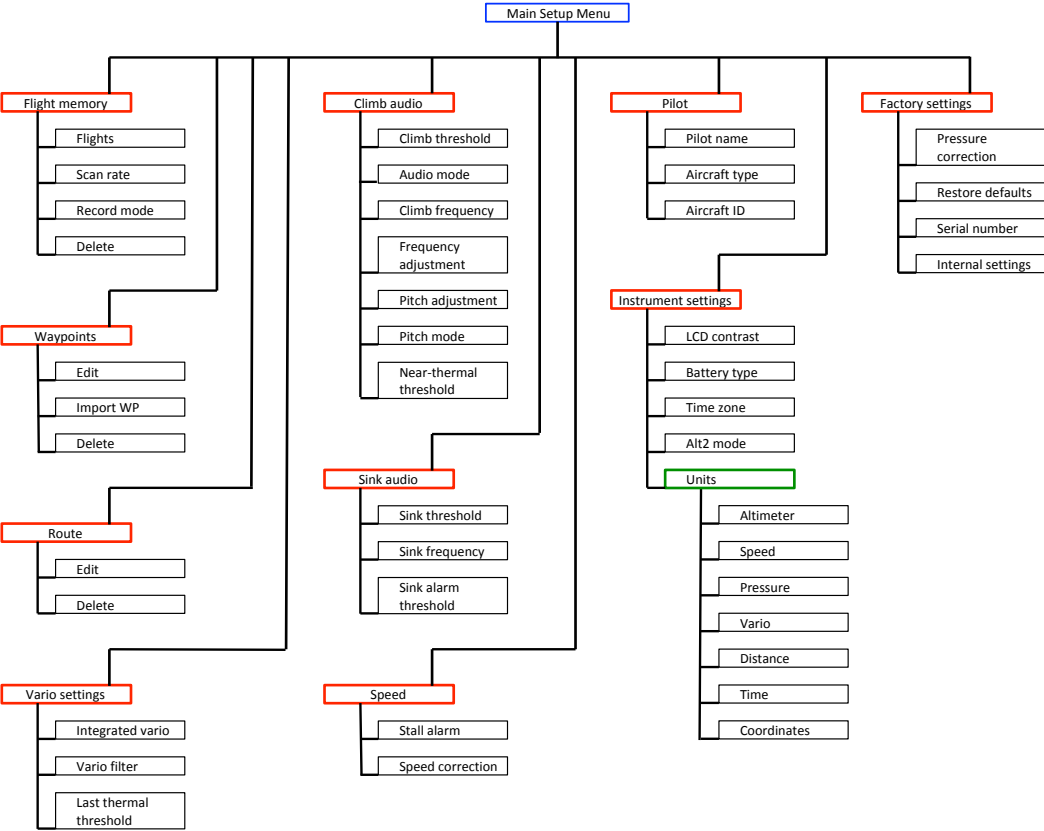 Main Setup Menu
Flight memory
Flights
Scan rate
Record mode
Delete
Waypoints
Edit
Import WP
Delete
Route
Edit
Delete
Vario settings
Integrated vario
Vario filter
Last thermal
threshold
Climb audio
Climb threshold
Audio mode
Climb frequency
Frequency
adjustment
Pitch adjustment
Pitch mode
Near-thermal
threshold
Sink audio
Sink threshold
Sink frequency
Sink alarm
threshold
Speed
Stall alarm
Speed correction
Pilot
Pilot name
Aircraft type
Aircraft ID
Instrument settings
LCD contrast
Battery type
Time zone
Alt2 mode
Units
Altimeter
Speed
Pressure
Vario
Distance
Time
Coordinates
Factory settings
Pressure
correction
Restore defaults
Serial number
Internal settings